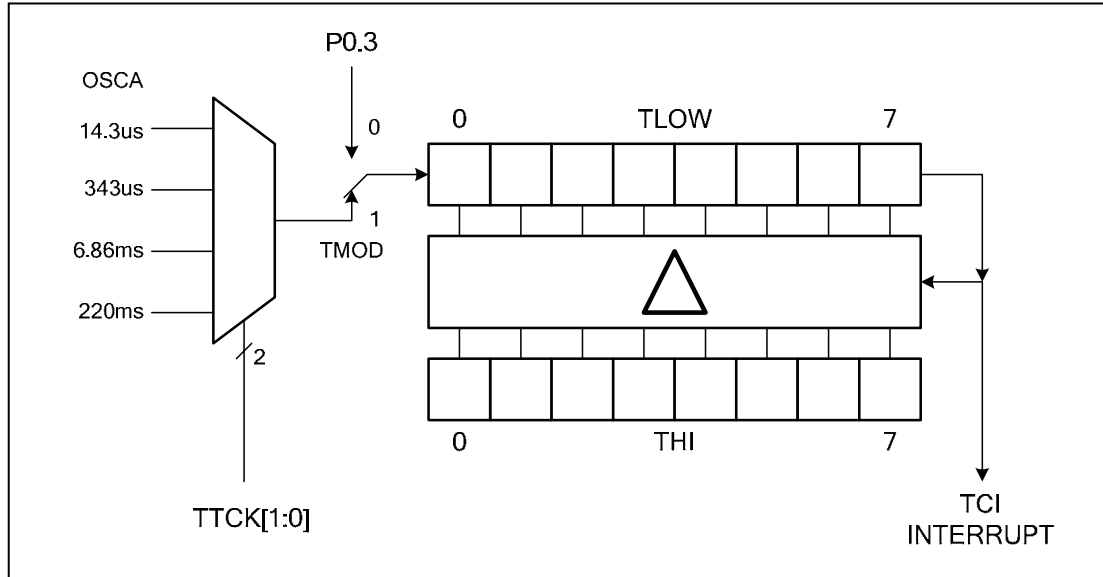 P0.3
OSCA
14.3us
343us
6.86ms
220ms
2
TTCK[1:0]
0
1
TMOD
0 TLOW 7
0 THI 7
TCI
INTERRUPT